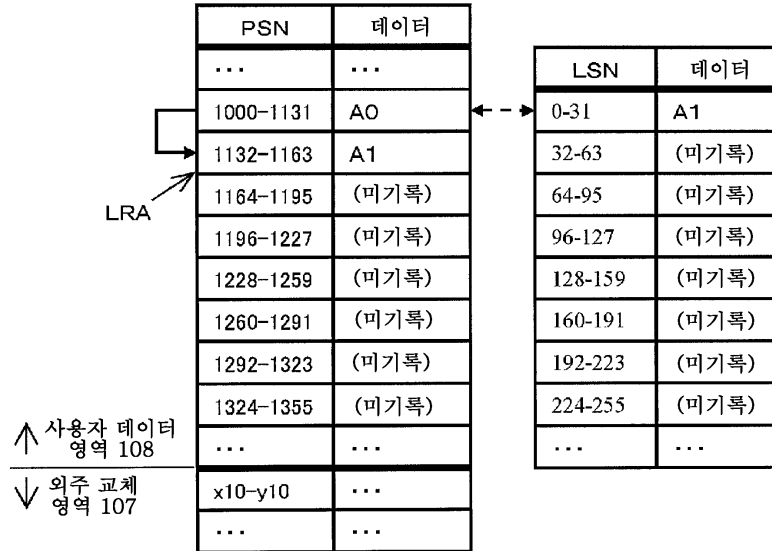 PSN 데이터
... ...
1000-1131 A0
1132-1163 A1
1164-1195 (미기록)
1196-1227 (미기록)
1228-1259 (미기록)
1260-1291 (미기록)
1292-1323 (미기록)
1324-1355 (미기록)
... ...
x10-y10 ...
... ...
LRA
사용자 데이터
영역 108
외주 교체
영역 107
LSN 데이터
0-31 A1
32-63 (미기록)
64-95 (미기록)
96-127 (미기록)
128-159 (미기록)
160-191 (미기록)
192-223 (미기록)
224-255 (미기록)
... ...